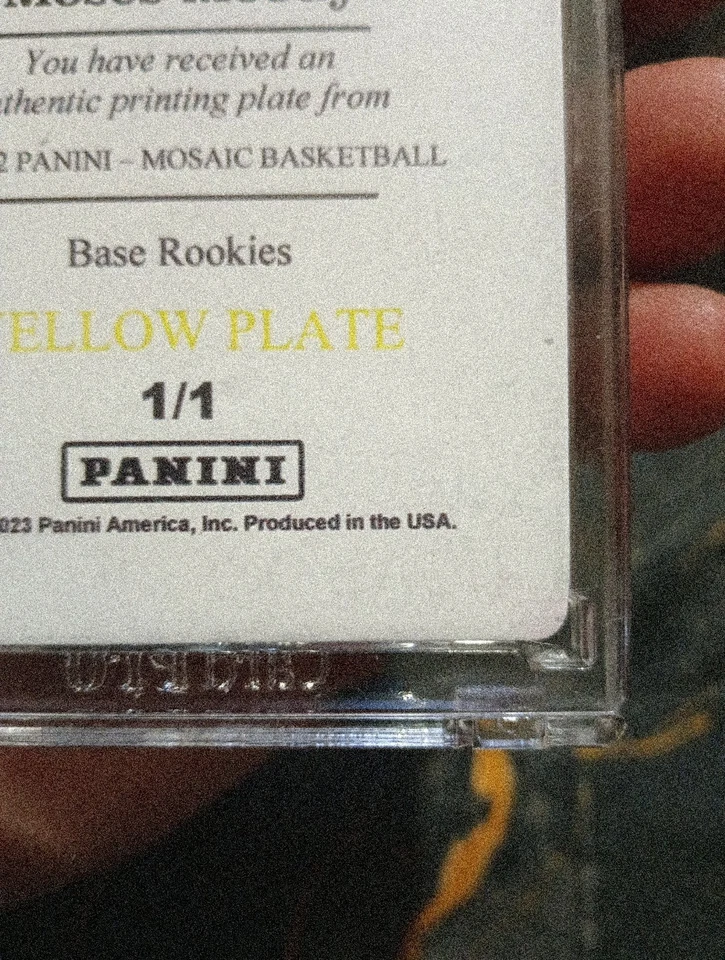 You have received an
thentic printing plate from
2 PANINI – MOSAIC BASKETBALL
Base Rookies
YELLOW PLATE
1/1
PANINI
023 Panini America, Inc. Produced in the USA.